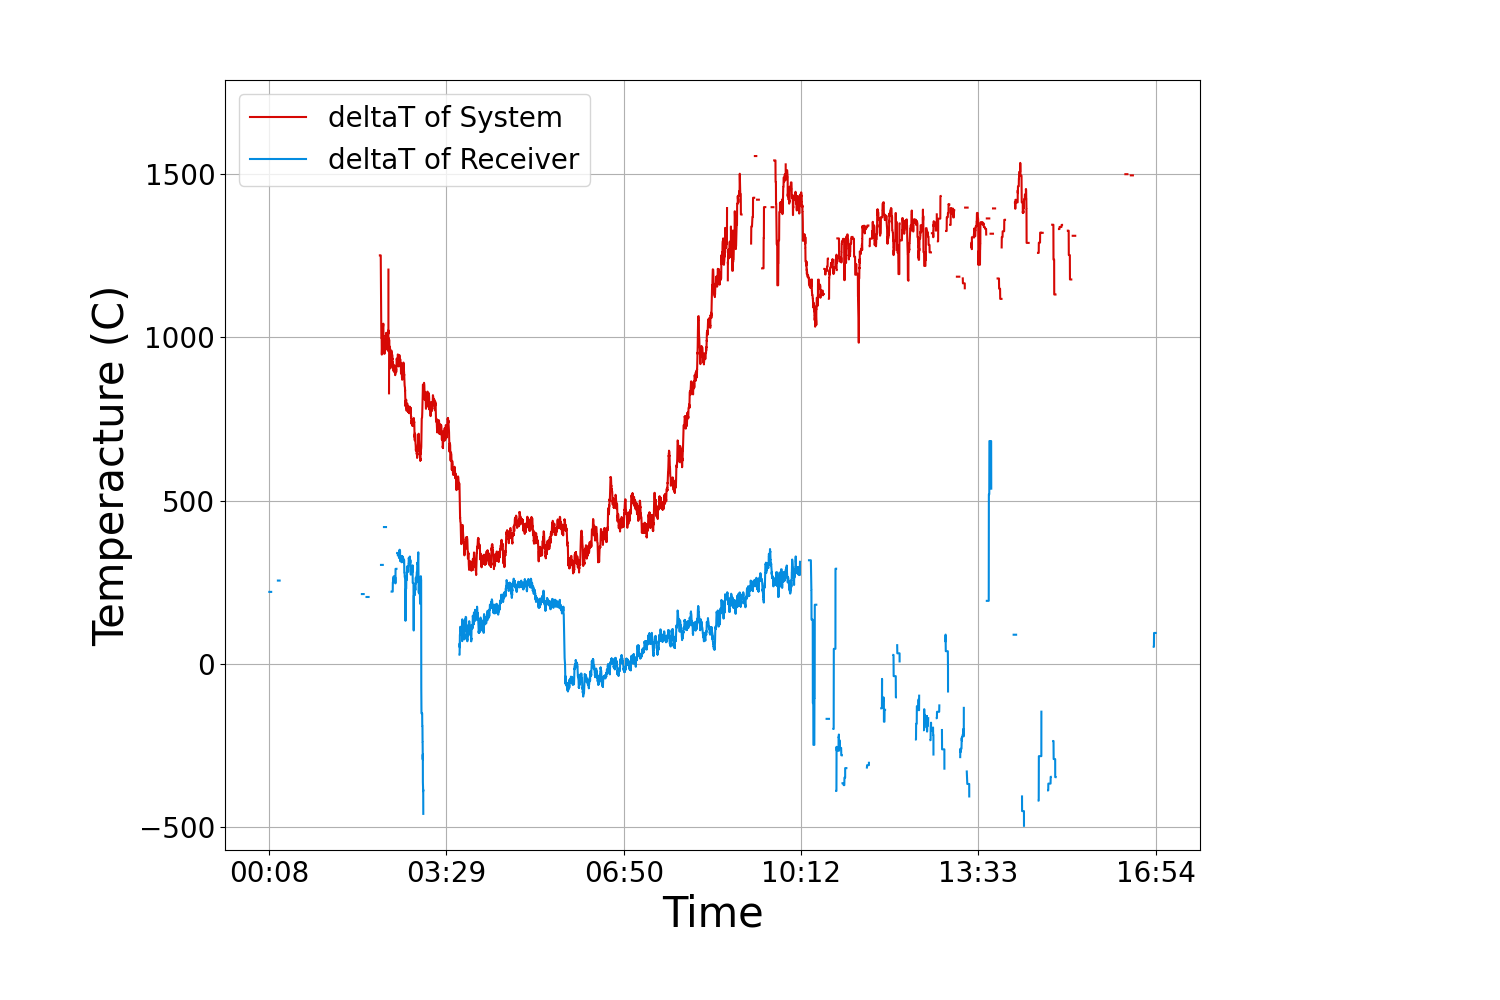 deltaT of System
deltaT of Receiver
Temperacture (C)
1500
1000
500
0
−500
00:08 03:29 06:50 10:12 13:33 16:54
Time